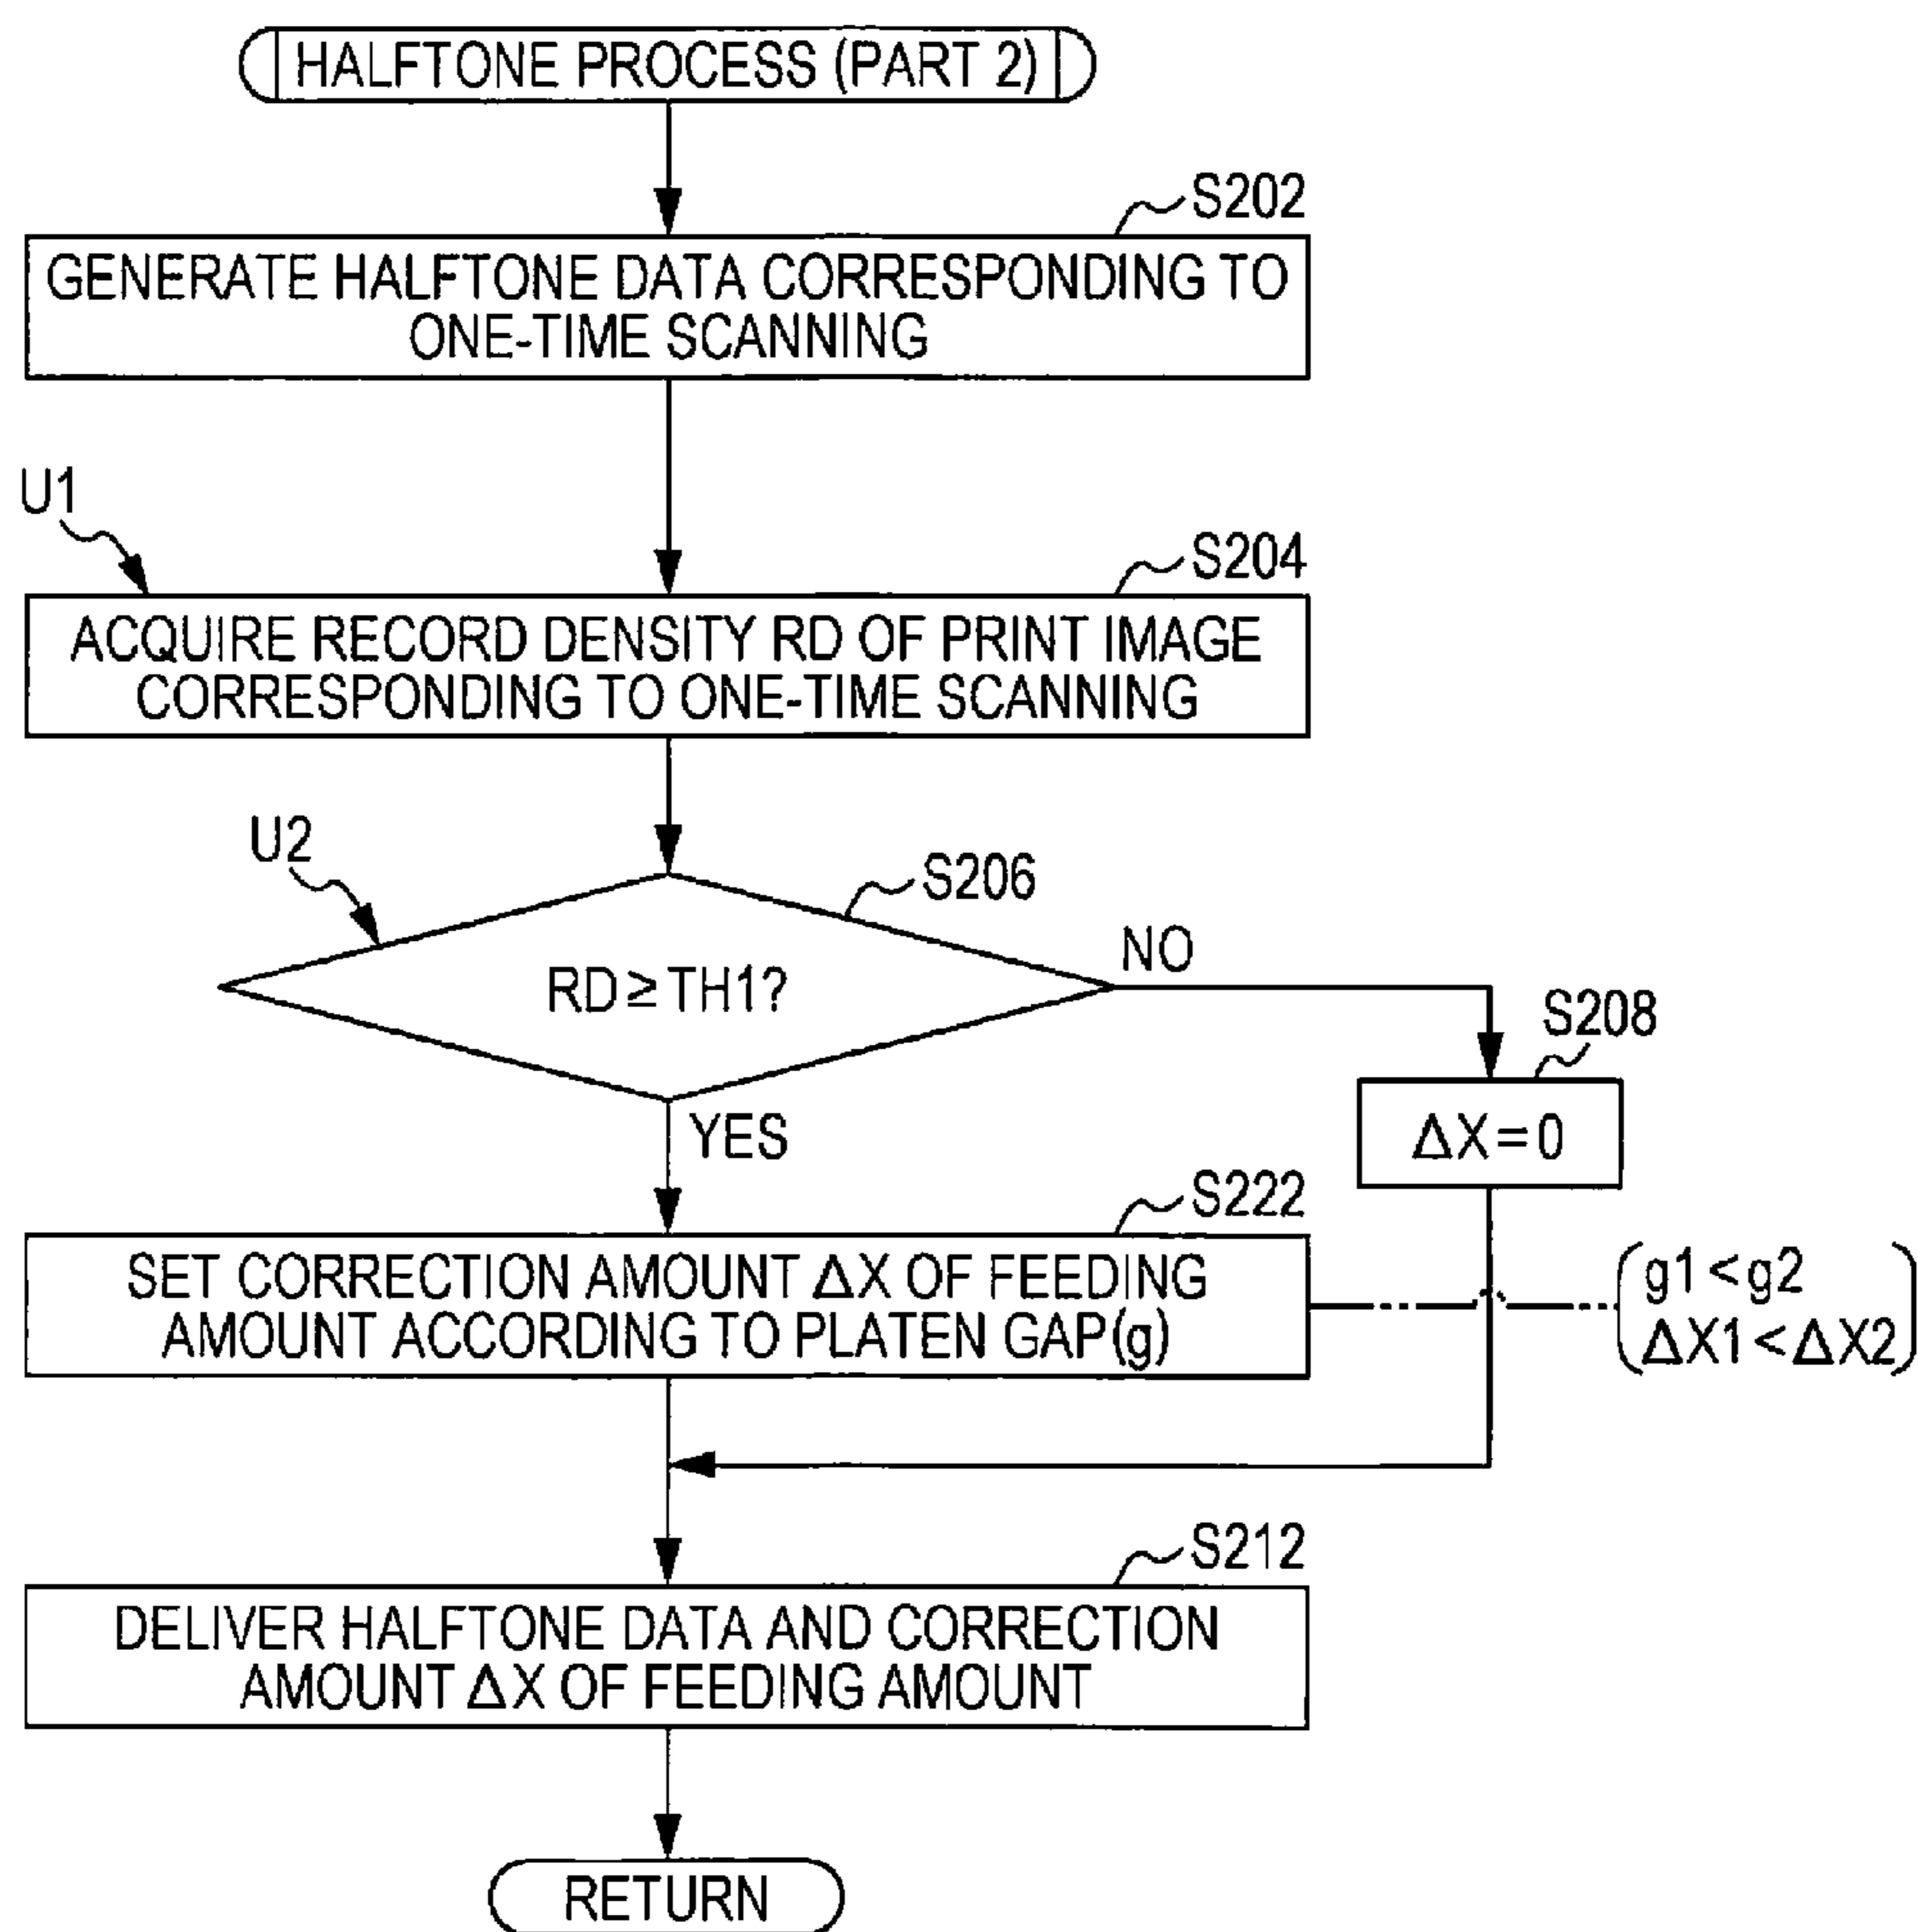 HALFTONE PROCESS (PART 2)
S202
GENERATE HALFTONE DATA CORRESPONDING TO
ONE-TIME SCANNING
U1
S204
ACQUIRE RECORD DENSITY RD OF PRINT IMAGE
CORRESPONDING TO ONE-TIME SCANNING
U2
S206
RD≥TH1?
NO
S208
ΔX=0
YES
S222
SET CORRECTION AMOUNT ΔX OF FEEDING
AMOUNT ACCORDING TO PLATEN GAP(g)
(g1<g2
ΔX1<ΔX2)
S212
DELIVER HALFTONE DATA AND CORRECTION
AMOUNT ΔX OF FEEDING AMOUNT
RETURN